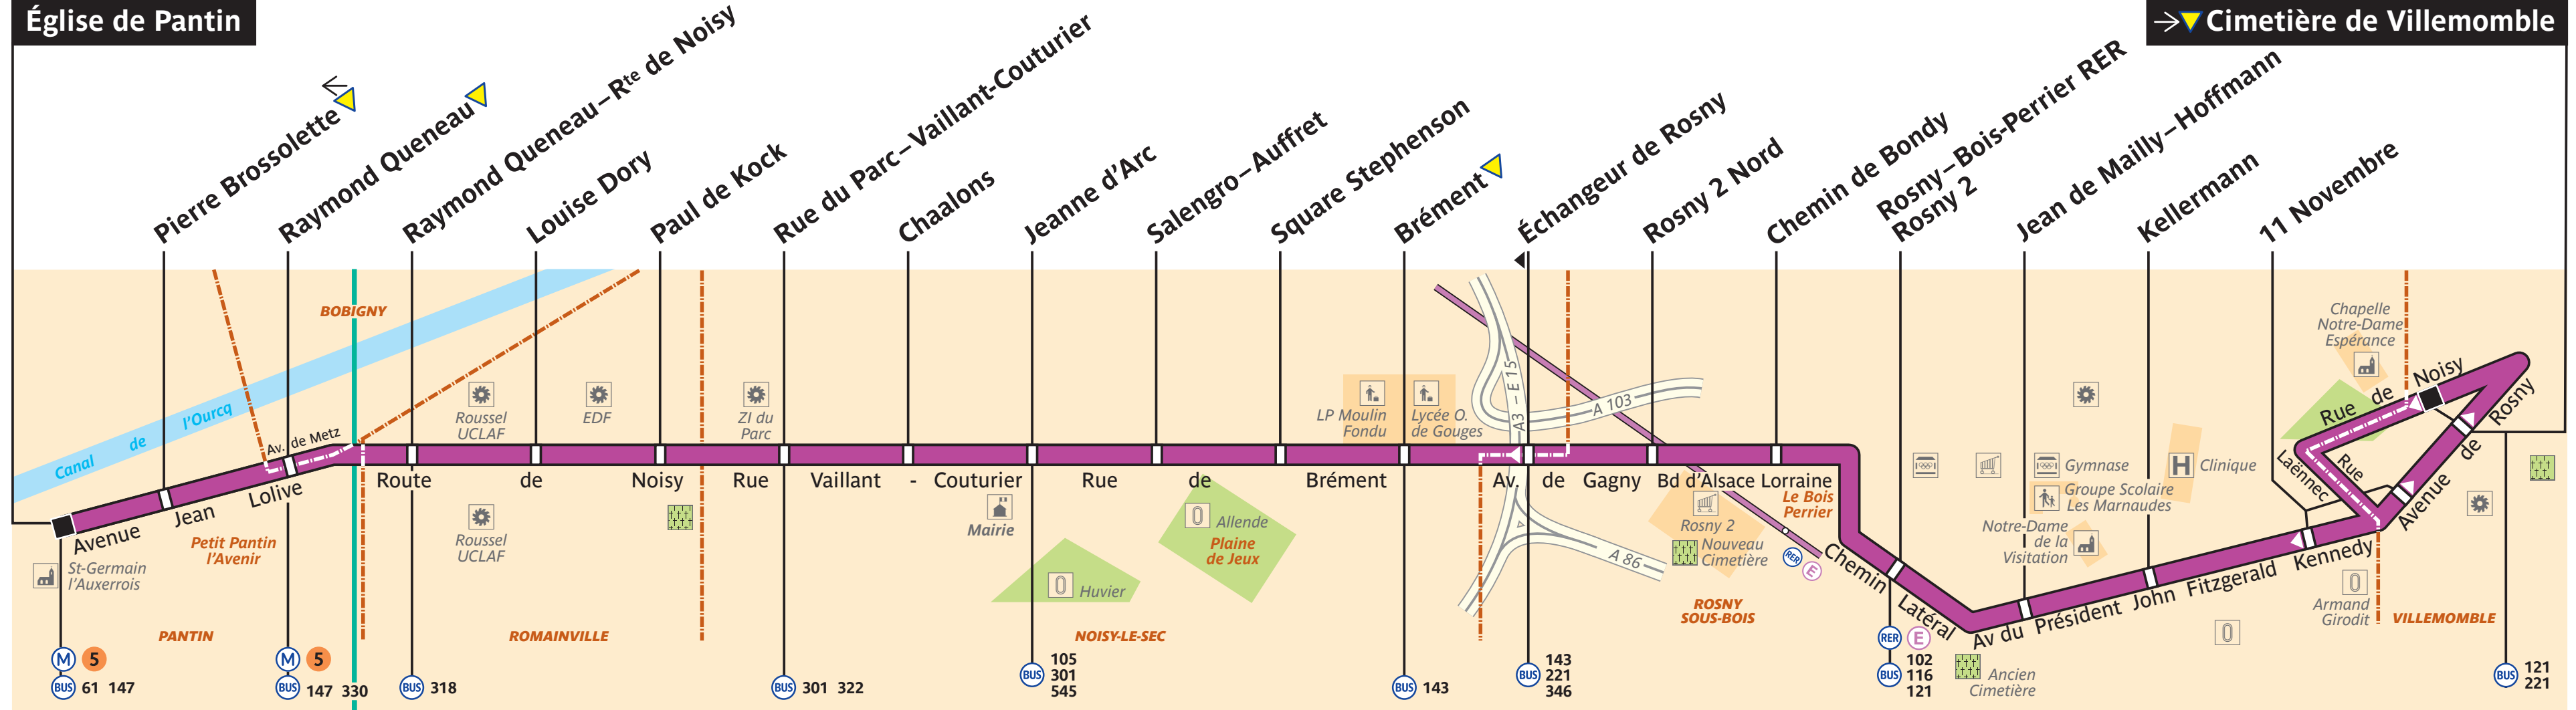 Église de Pantin
Cimetière de Villemomble
Pierre Brossolette
Raymond Queneau
Raymond Queneau–Rte de Noisy
Louise Dory
Paul de Kock
Rue du Parc–Vaillant-Couturier
Chaalons
Jeanne d'Arc
Salengro–Auffret
Square Stephenson
Brément
Échangeur de Rosny
Rosny 2 Nord
Chemin de Bondy
Rosny–Bois-Perrier RER
Rosny 2
Jean de Mailly–Hoffmann
Kellermann
11 Novembre
BOBIGNY
Canal de l'Ourcq
Av. de Metz
Avenue Jean Lolive
Route de Noisy
Rue Vaillant - Couturier
Rue de Brément
Av. de Gagny
Bd d'Alsace Lorraine
Chemin Latéral
Av du Président John Fitzgerald Kennedy
Rue Laënnec
Rue de Noisy
Avenue de Rosny
Roussel
UCLAF
EDF
ZI du
Parc
LP Moulin
Fondu
Lycée O.
de Gouges
A3 – E 15
A 103
A 86
Chapelle
Notre-Dame
Espérance
Petit Pantin
l'Avenir
St-Germain
l'Auxerrois
Roussel
UCLAF
Mairie
Huvier
Allende
Plaine
de Jeux
Rosny 2
Nouveau
Cimetière
Le Bois
Perrier
RER E
Gymnase
Groupe Scolaire
Les Marnaudes
Notre-Dame
de la
Visitation
H Clinique
Armand
Girodit
Ancien
Cimetière
PANTIN
ROMAINVILLE
NOISY-LE-SEC
ROSNY
SOUS-BOIS
VILLEMOMBLE
M 5
BUS 61 147
M 5
BUS 147 330
BUS 318
BUS 301 322
105
BUS 301
545
BUS 143
143
BUS 221
346
RER E
102
BUS 116
121
121
BUS 221